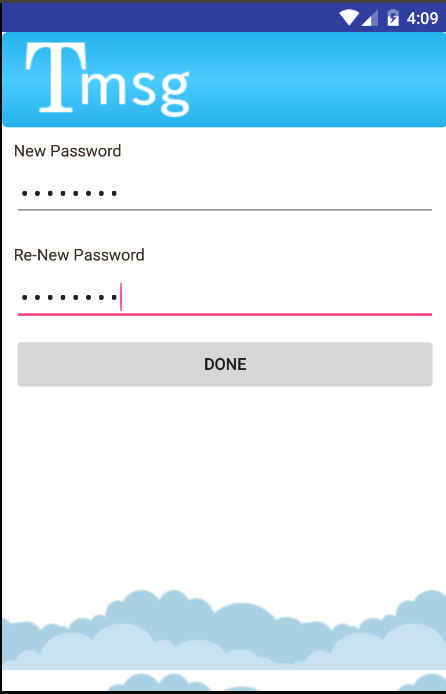 4:09
Tmsg
New Password
••••••••
Re-New Password
••••••••
DONE